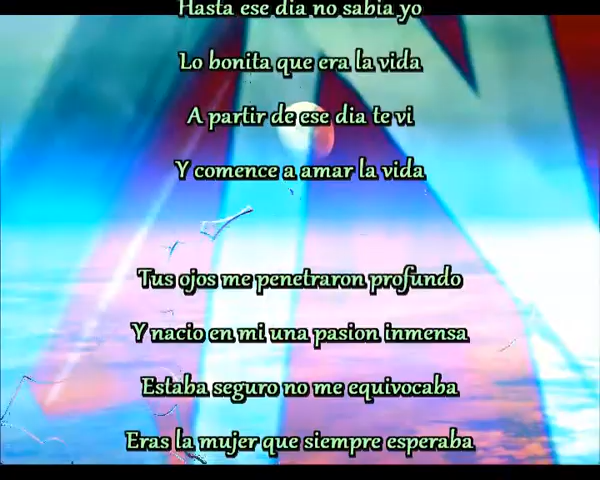 Hasta ese dia no sabia yo
Lo bonita que era la vida
A partir de ese dia te vi
Y comence a amar la vida
Tus ojos me penetraron profundo
Y nacio en mi una pasion inmensa
Estaba seguro no me equivocaba
Eras la mujer que siempre esperaba